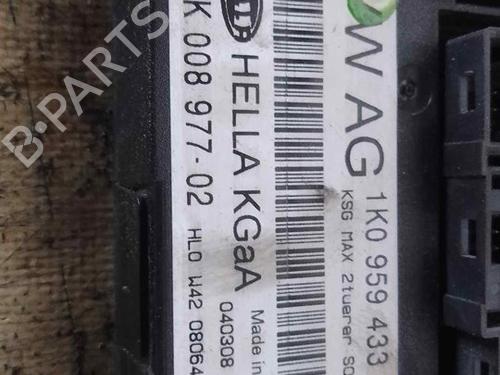 W AG
1K0 959 433
KSG MAX 2tuerer
HELLA KGaA
Made in
040308
K 008 977-02
HLO W42
B-PARTS